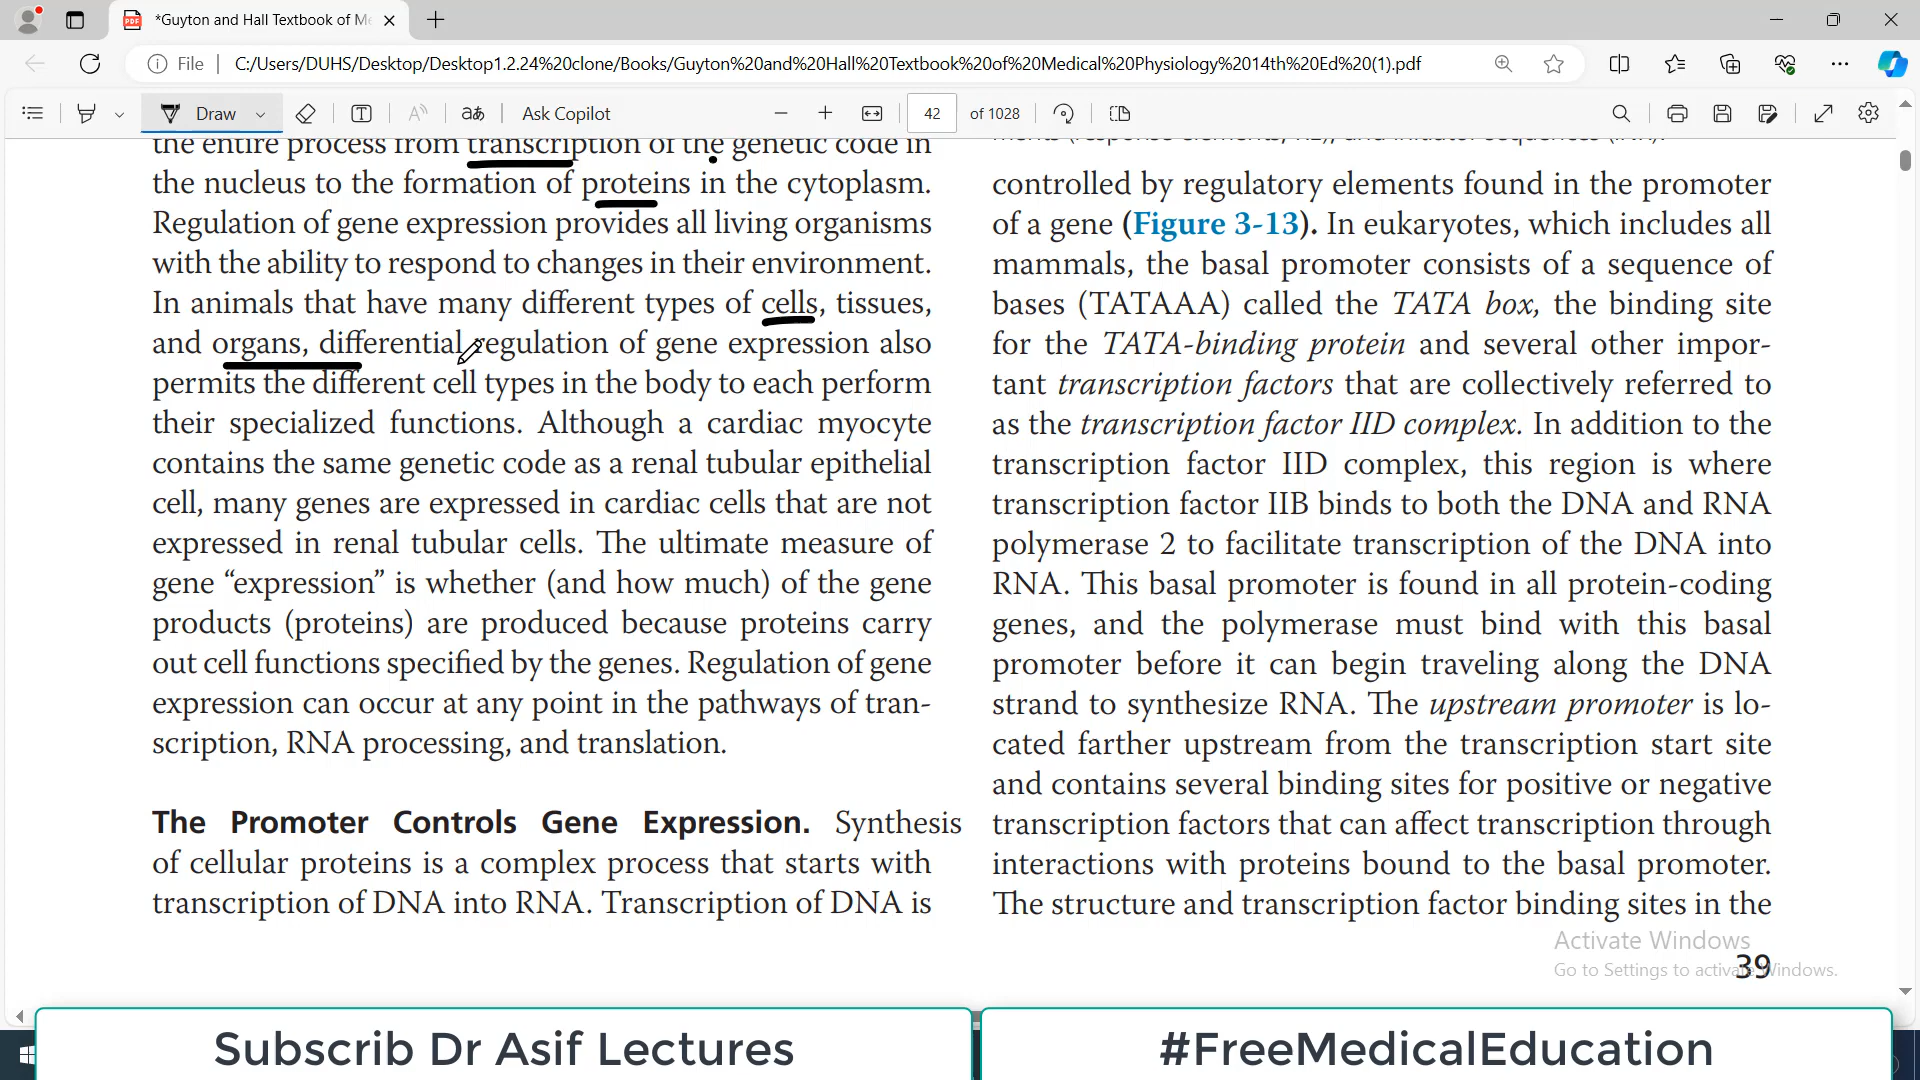 *Guyton and Hall Textbook of Me
File
C:/Users/DUHS/Desktop/Desktop1.2.24%20clone/Books/Guyton%20and%20Hall%20Textbook%20of%20Medical%20Physiology%2014th%20Ed%20(1).pdf
Draw
Ask Copilot
42 of 1028
the entire process from transcription of the genetic code in
the nucleus to the formation of proteins in the cytoplasm.
Regulation of gene expression provides all living organisms
with the ability to respond to changes in their environment.
In animals that have many different types of cells, tissues,
and organs, differential regulation of gene expression also
permits the different cell types in the body to each perform
their specialized functions. Although a cardiac myocyte
contains the same genetic code as a renal tubular epithelial
cell, many genes are expressed in cardiac cells that are not
expressed in renal tubular cells. The ultimate measure of
gene “expression” is whether (and how much) of the gene
products (proteins) are produced because proteins carry
out cell functions specified by the genes. Regulation of gene
expression can occur at any point in the pathways of tran-
scription, RNA processing, and translation.
The Promoter Controls Gene Expression. Synthesis
of cellular proteins is a complex process that starts with
transcription of DNA into RNA. Transcription of DNA is
controlled by regulatory elements found in the promoter
of a gene (Figure 3-13). In eukaryotes, which includes all
mammals, the basal promoter consists of a sequence of
bases (TATAAA) called the TATA box, the binding site
for the TATA-binding protein and several other impor-
tant transcription factors that are collectively referred to
as the transcription factor IID complex. In addition to the
transcription factor IID complex, this region is where
transcription factor IIB binds to both the DNA and RNA
polymerase 2 to facilitate transcription of the DNA into
RNA. This basal promoter is found in all protein-coding
genes, and the polymerase must bind with this basal
promoter before it can begin traveling along the DNA
strand to synthesize RNA. The upstream promoter is lo-
cated farther upstream from the transcription start site
and contains several binding sites for positive or negative
transcription factors that can affect transcription through
interactions with proteins bound to the basal promoter.
The structure and transcription factor binding sites in the
Activate Windows
39
Go to Settings to activate Windows.
Subscrib Dr Asif Lectures
#FreeMedicalEducation